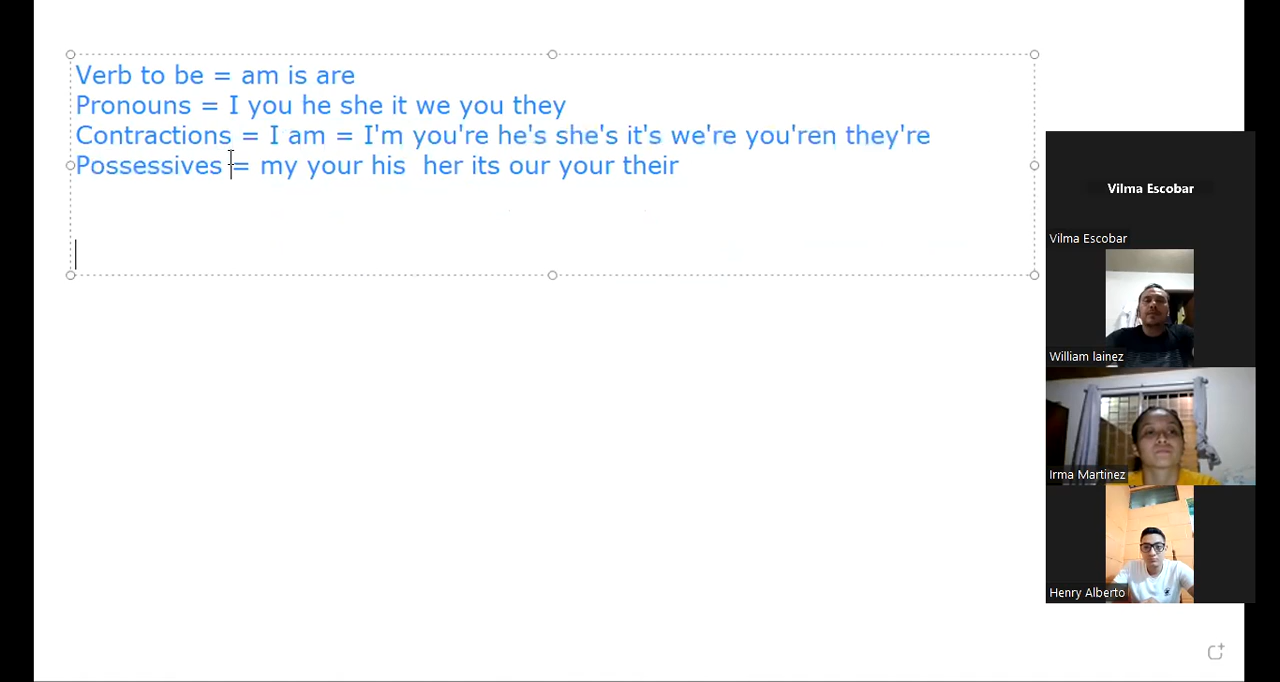 Verb to be = am is are
Pronouns = I you he she it we you they
Contractions = I am = I'm you're he's she's it's we're you'ren they're
Possessives = my your his  her its our your their
Vilma Escobar
Vilma Escobar
William lainez
Irma Martinez
Henry Alberto